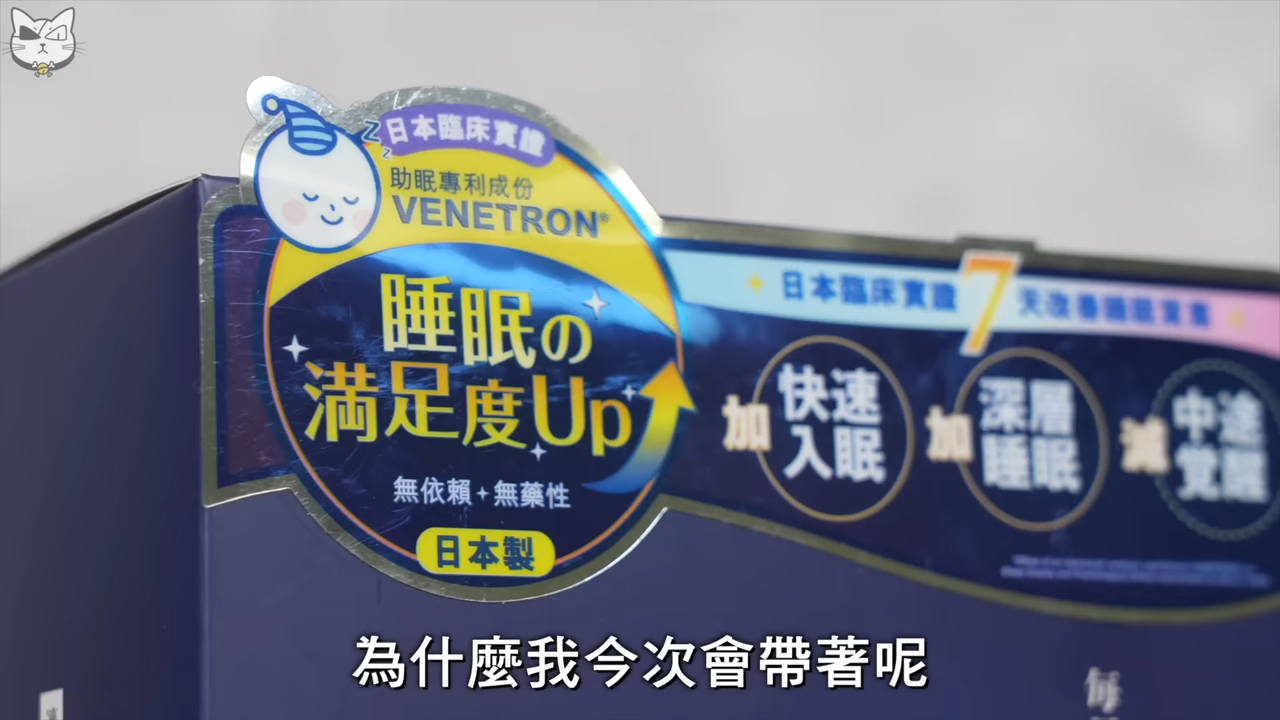 日本臨床實證
助眠專利成份
VENETRON®
睡眠の
満足度Up
無依賴+無藥性
日本製
日本臨床實證7天改善睡眠質素
加 快速入眠
加 深層睡眠
減 中途覚醒
為什麼我今次會帶著呢
每